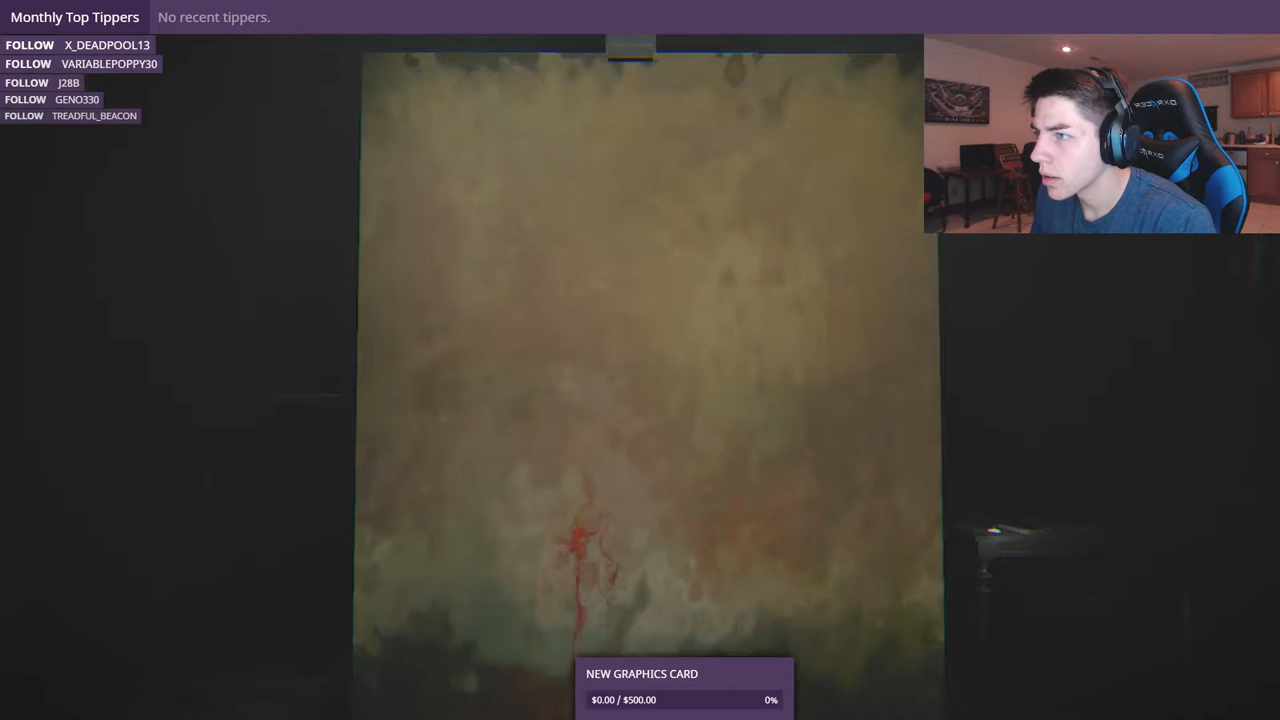 Monthly Top Tippers No recent tippers.
FOLLOW X_DEADPOOL13
FOLLOW VARIABLEPOPPY30
FOLLOW J28B
FOLLOW GENO330
FOLLOW TREADFUL_BEACON
NEW GRAPHICS CARD
$0.00 / $500.00 0%